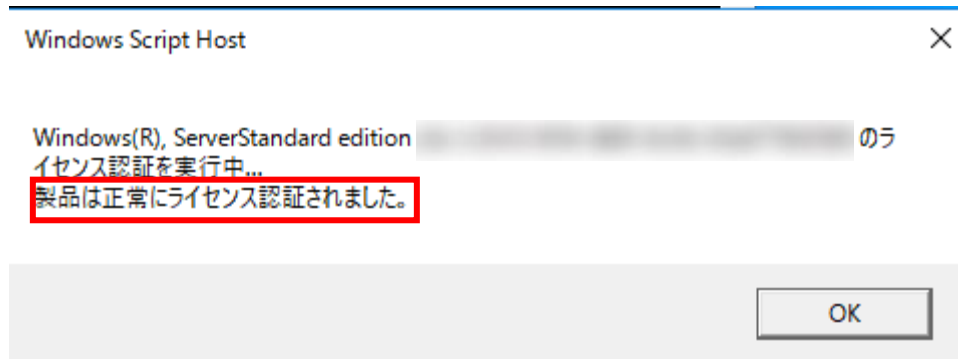 Windows Script Host
Windows(R), ServerStandard edition のラ
イセンス認証を実行中...
製品は正常にライセンス認証されました。
OK